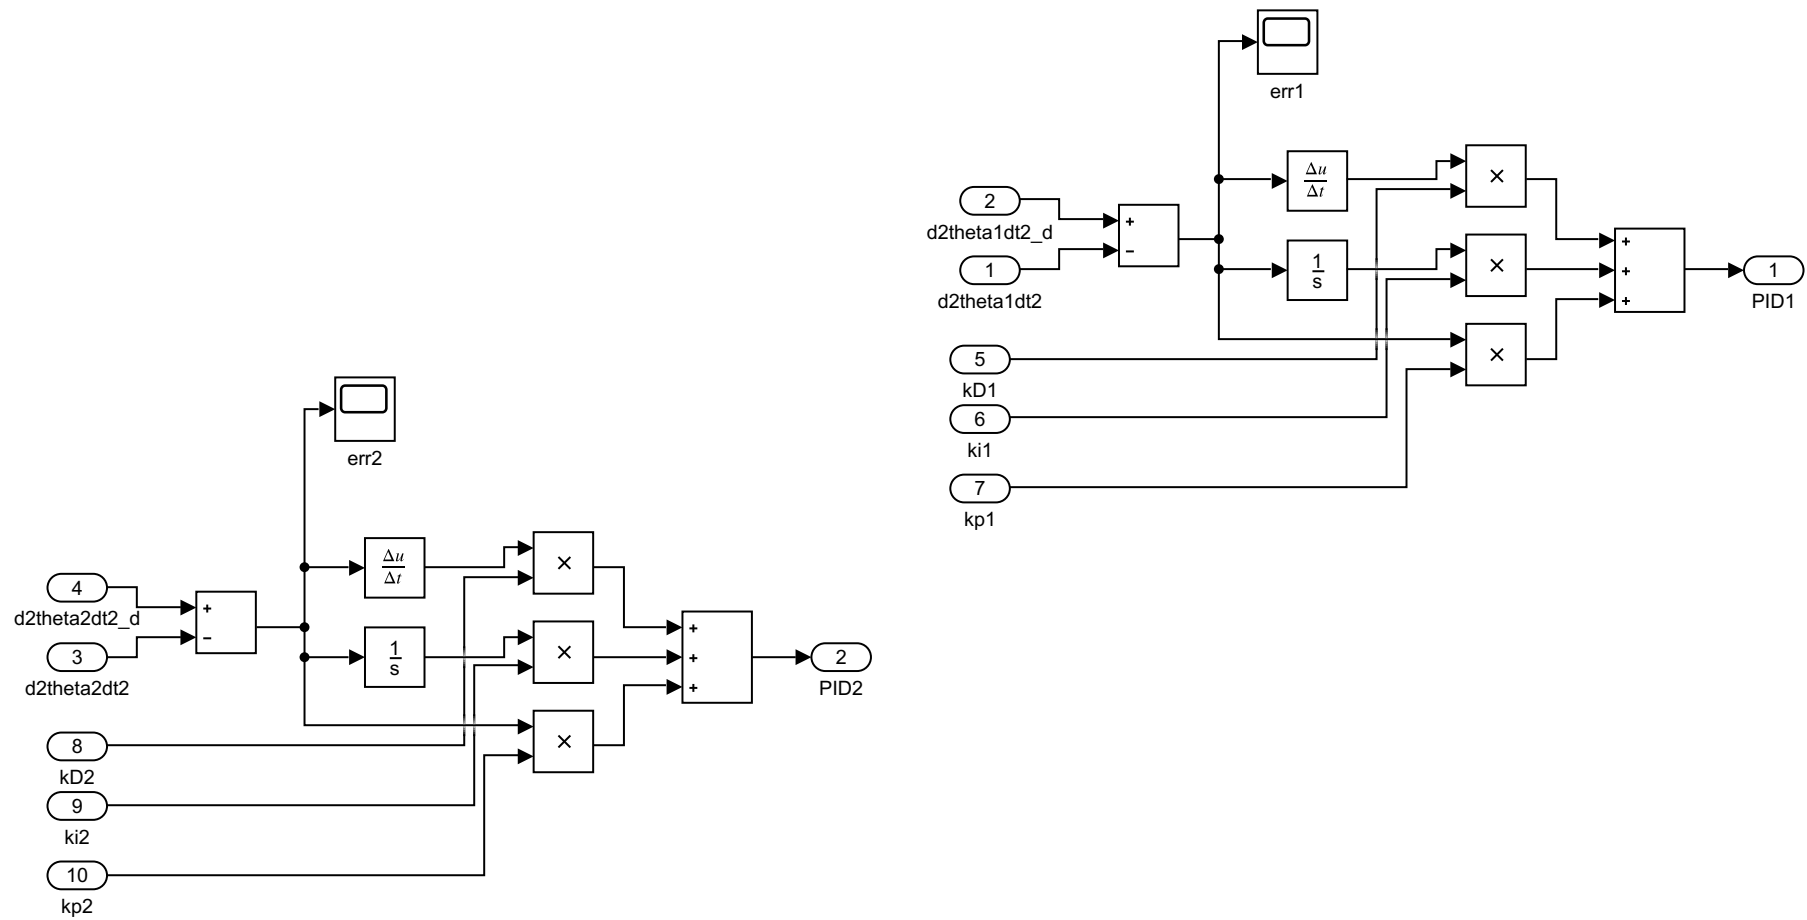 err1
Δu
Δt
×
2
d2theta1dt2_d
+
−
1
d2theta1dt2
1
s
×
+
+
+
1
PID1
×
5
kD1
6
ki1
7
kp1
err2
Δu
Δt
×
4
d2theta2dt2_d
+
−
3
d2theta2dt2
1
s
×
+
+
+
2
PID2
×
8
kD2
9
ki2
10
kp2